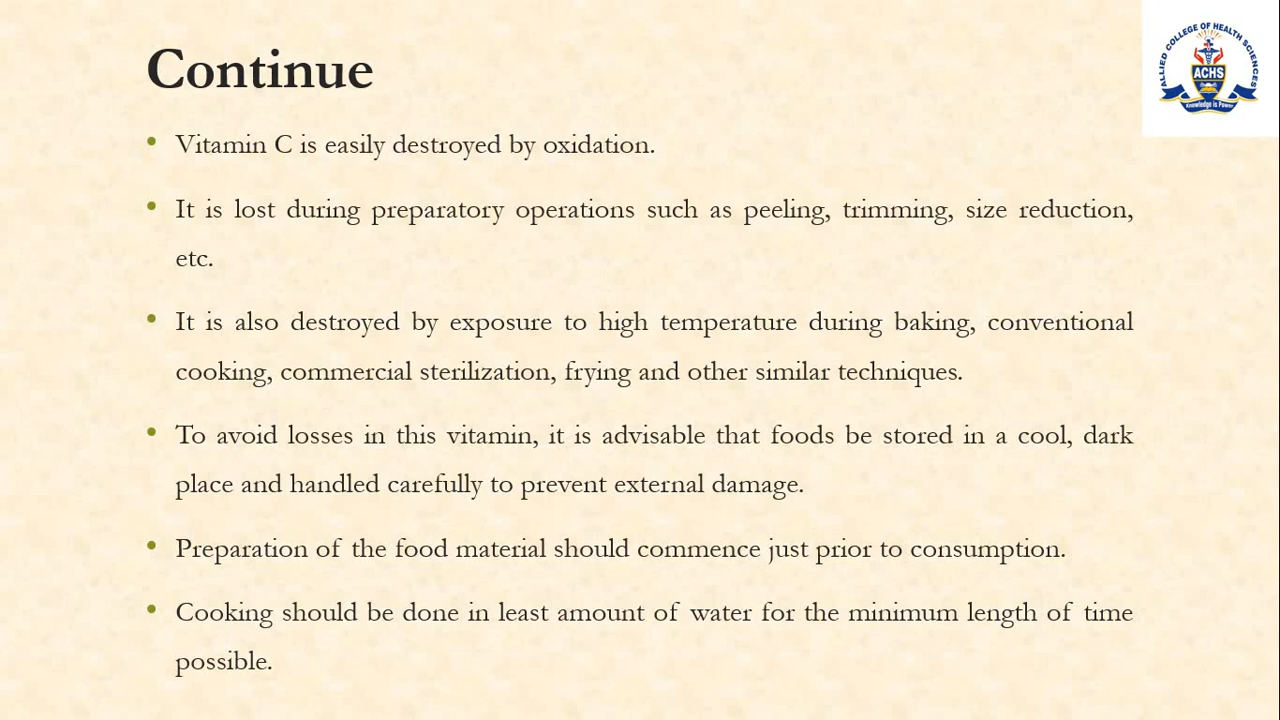 Continue
ALLIED COLLEGE OF HEALTH SCIENCES
ACHS
Knowledge is Power
• Vitamin C is easily destroyed by oxidation.
• It is lost during preparatory operations such as peeling, trimming, size reduction,
etc.
• It is also destroyed by exposure to high temperature during baking, conventional
cooking, commercial sterilization, frying and other similar techniques.
• To avoid losses in this vitamin, it is advisable that foods be stored in a cool, dark
place and handled carefully to prevent external damage.
• Preparation of the food material should commence just prior to consumption.
• Cooking should be done in least amount of water for the minimum length of time
possible.